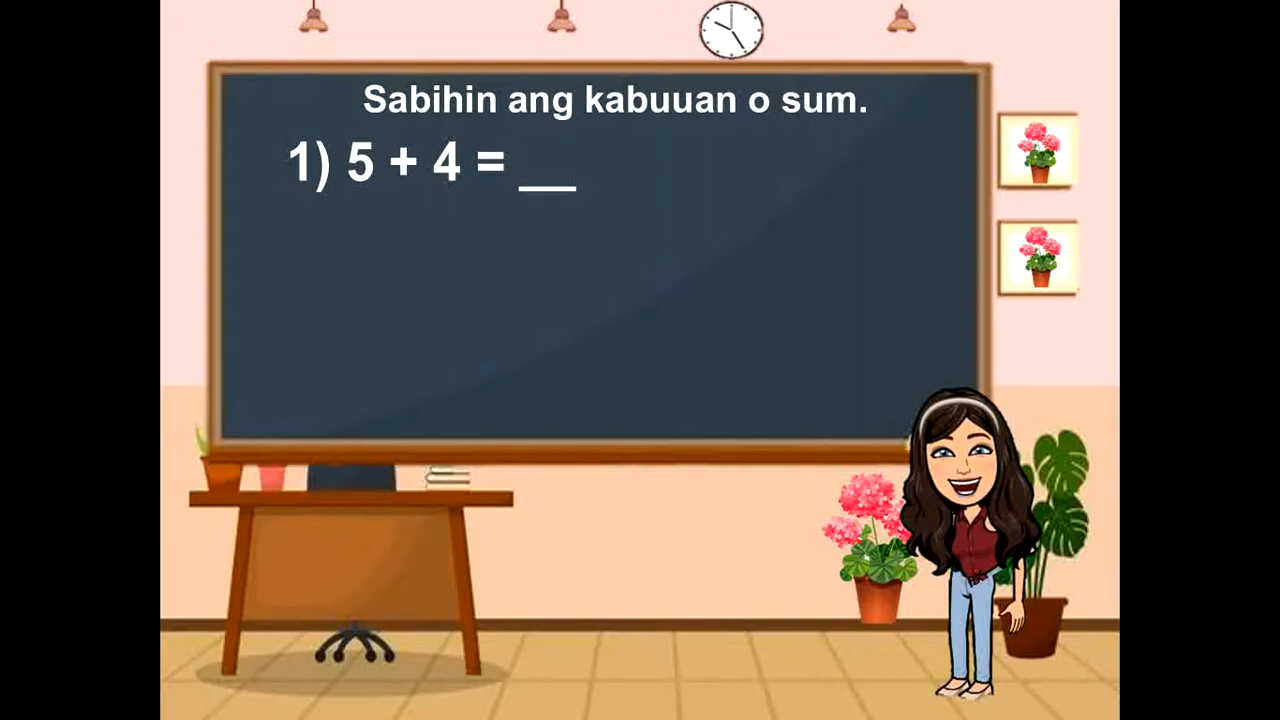 Sabihin ang kabuuan o sum.
1) 5 + 4 = __